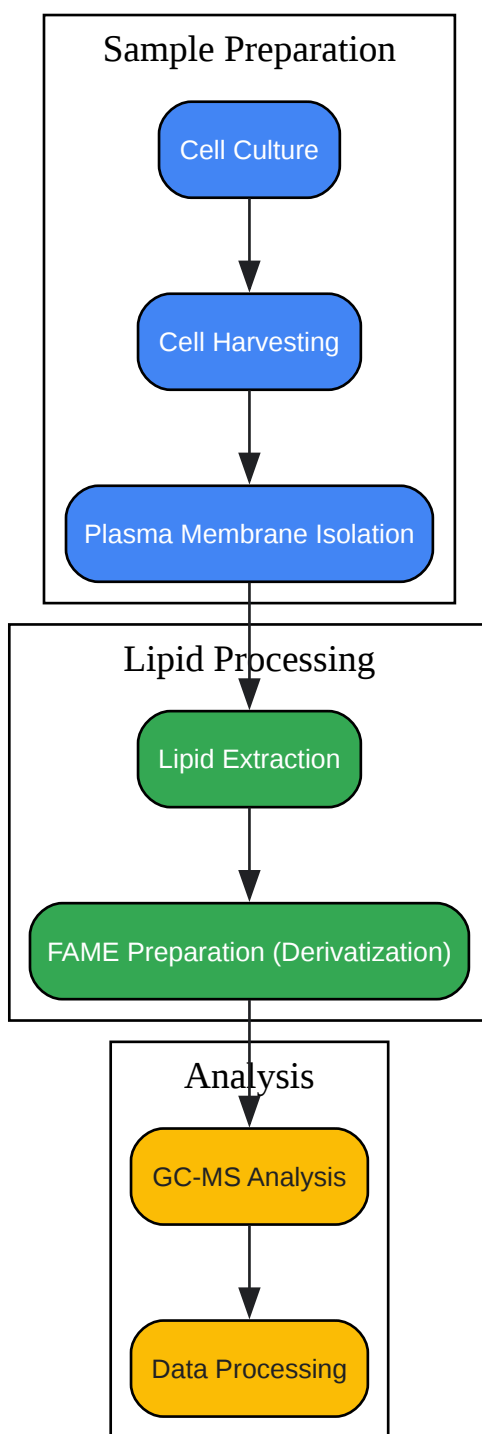 Sample Preparation
Cell Culture
Cell Harvesting
Plasma Membrane Isolation
Lipid Processing
Lipid Extraction
FAME Preparation (Derivatization)
Analysis
GC-MS Analysis
Data Processing